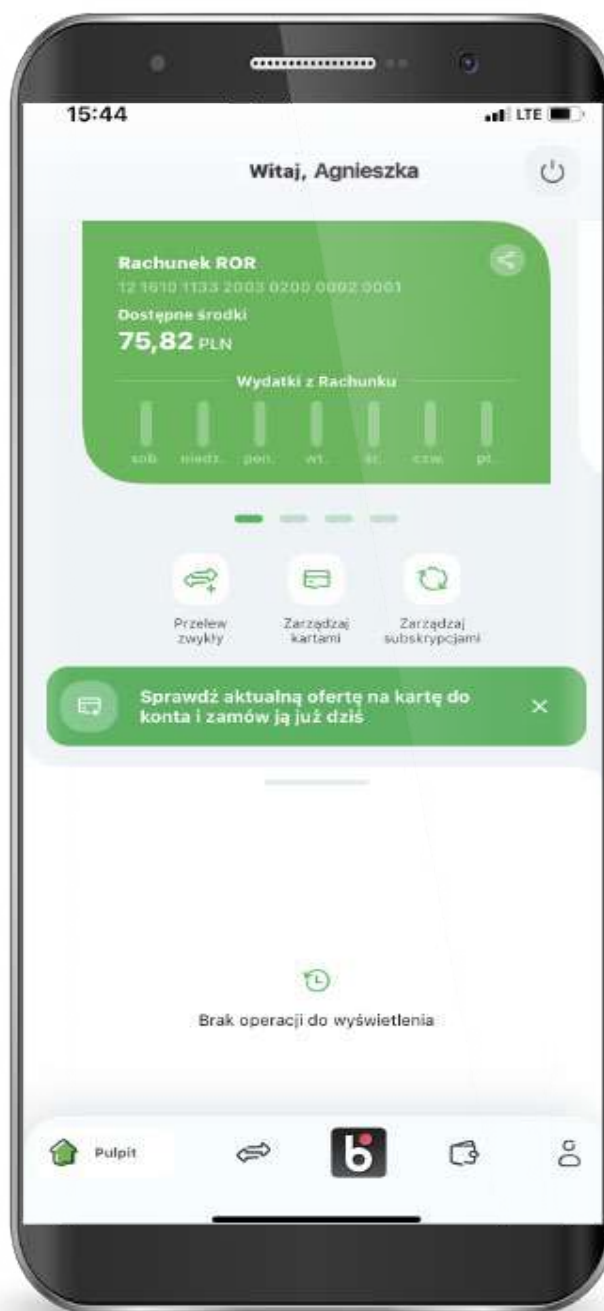 15:44
LTE
Witaj, Agnieszka
Rachunek ROR
12 1610 1133 2003 0200 0002 0001
Dostępne środki
75,82 PLN
Wydatki z Rachunku
sob. niedz. pon. wt. śr. czw. pt.
Przelew
zwykły
Zarządzaj
kartami
Zarządzaj
subskrypcjami
Sprawdź aktualną ofertę na kartę do
konta i zamów ją już dziś
Brak operacji do wyświetlenia
Pulpit
b